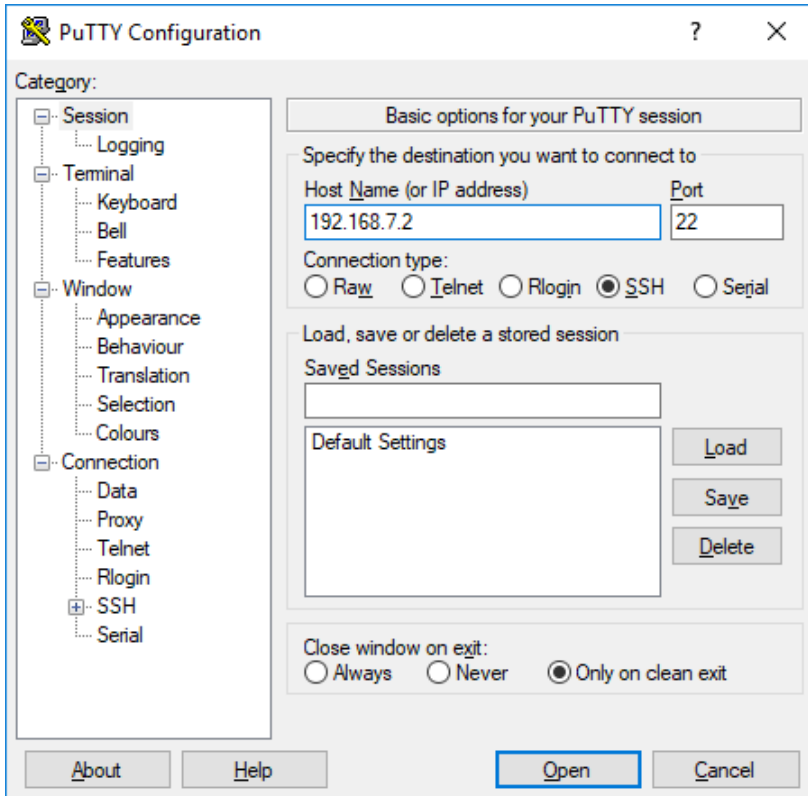 PuTTY Configuration
Category:
Session
Logging
Terminal
Keyboard
Bell
Features
Window
Appearance
Behaviour
Translation
Selection
Colours
Connection
Data
Proxy
Telnet
Rlogin
SSH
Serial
Basic options for your PuTTY session
Specify the destination you want to connect to
Host Name (or IP address) Port
192.168.7.2 22
Connection type:
Raw Telnet Rlogin SSH Serial
Load, save or delete a stored session
Saved Sessions
Default Settings
Load
Save
Delete
Close window on exit:
Always Never Only on clean exit
About Help Open Cancel